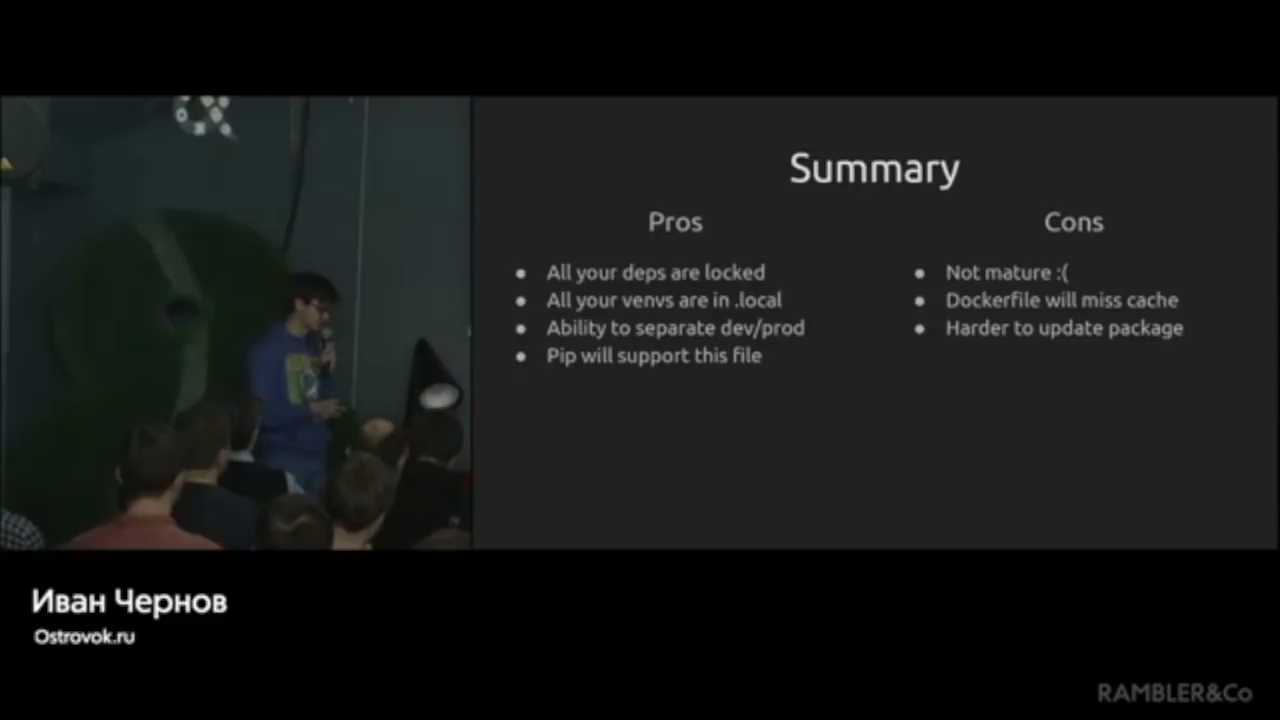 Summary
Pros
● All your deps are locked
● All your venvs are in .local
● Ability to separate dev/prod
● Pip will support this file
Cons
● Not mature :(
● Dockerfile will miss cache
● Harder to update package
Иван Чернов
Ostrovok.ru
RAMBLER&Co